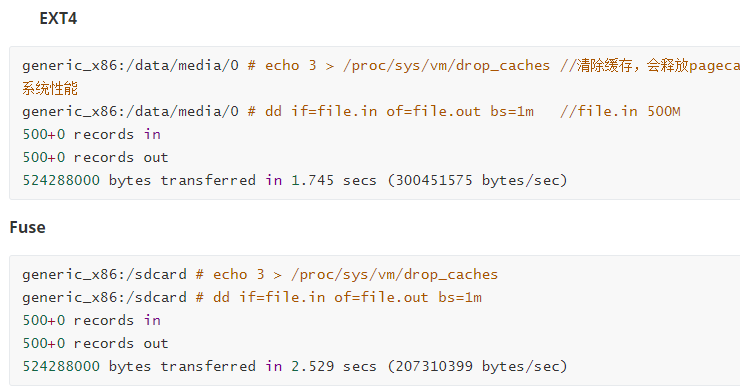 EXT4
generic_x86:/data/media/0 # echo 3 > /proc/sys/vm/drop_caches //清除缓存，会释放pageca
系统性能
generic_x86:/data/media/0 # dd if=file.in of=file.out bs=1m   //file.in 500M
500+0 records in
500+0 records out
524288000 bytes transferred in 1.745 secs (300451575 bytes/sec)
Fuse
generic_x86:/sdcard # echo 3 > /proc/sys/vm/drop_caches
generic_x86:/sdcard # dd if=file.in of=file.out bs=1m
500+0 records in
500+0 records out
524288000 bytes transferred in 2.529 secs (207310399 bytes/sec)